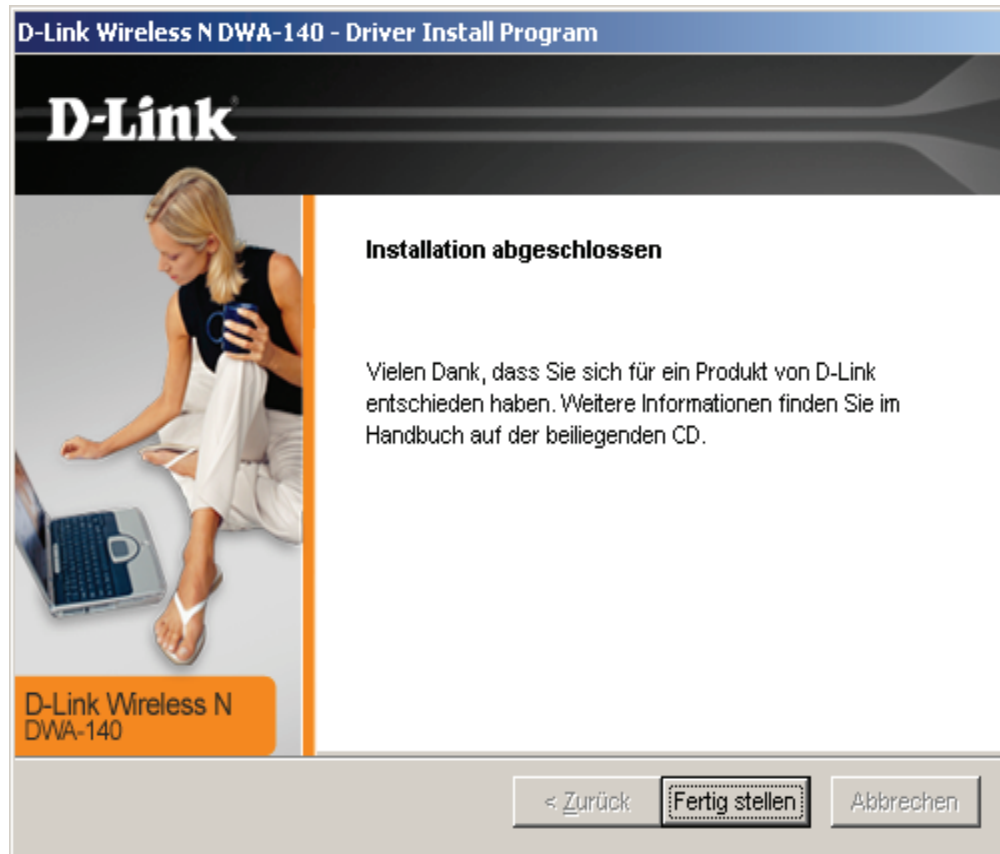 D-Link Wireless N DWA-140 - Driver Install Program
D-Link
Installation abgeschlossen
Vielen Dank, dass Sie sich für ein Produkt von D-Link
entschieden haben. Weitere Informationen finden Sie im
Handbuch auf der beiliegenden CD.
D-Link Wireless N
DWA-140
< Zurück
Fertig stellen
Abbrechen